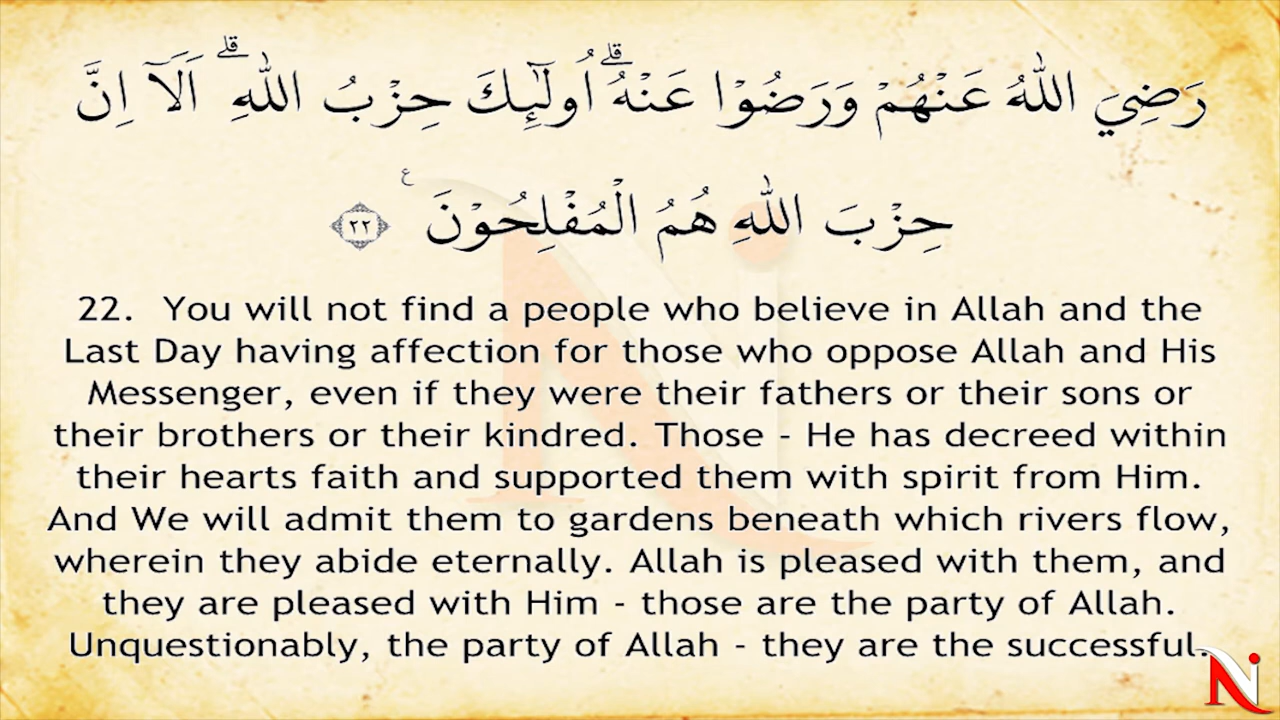 رَضِيَ اللّٰهُ عَنْهُمْ وَرَضُوْا عَنْهُ ۗ اُولٰۤىِٕكَ حِزْبُ اللّٰهِ ۗ اَلَآ اِنَّ
حِزْبَ اللّٰهِ هُمُ الْمُفْلِحُوْنَ ࣖ ٢٢
22. You will not find a people who believe in Allah and the
Last Day having affection for those who oppose Allah and His
Messenger, even if they were their fathers or their sons or
their brothers or their kindred. Those - He has decreed within
their hearts faith and supported them with spirit from Him.
And We will admit them to gardens beneath which rivers flow,
wherein they abide eternally. Allah is pleased with them, and
they are pleased with Him - those are the party of Allah.
Unquestionably, the party of Allah - they are the successful.